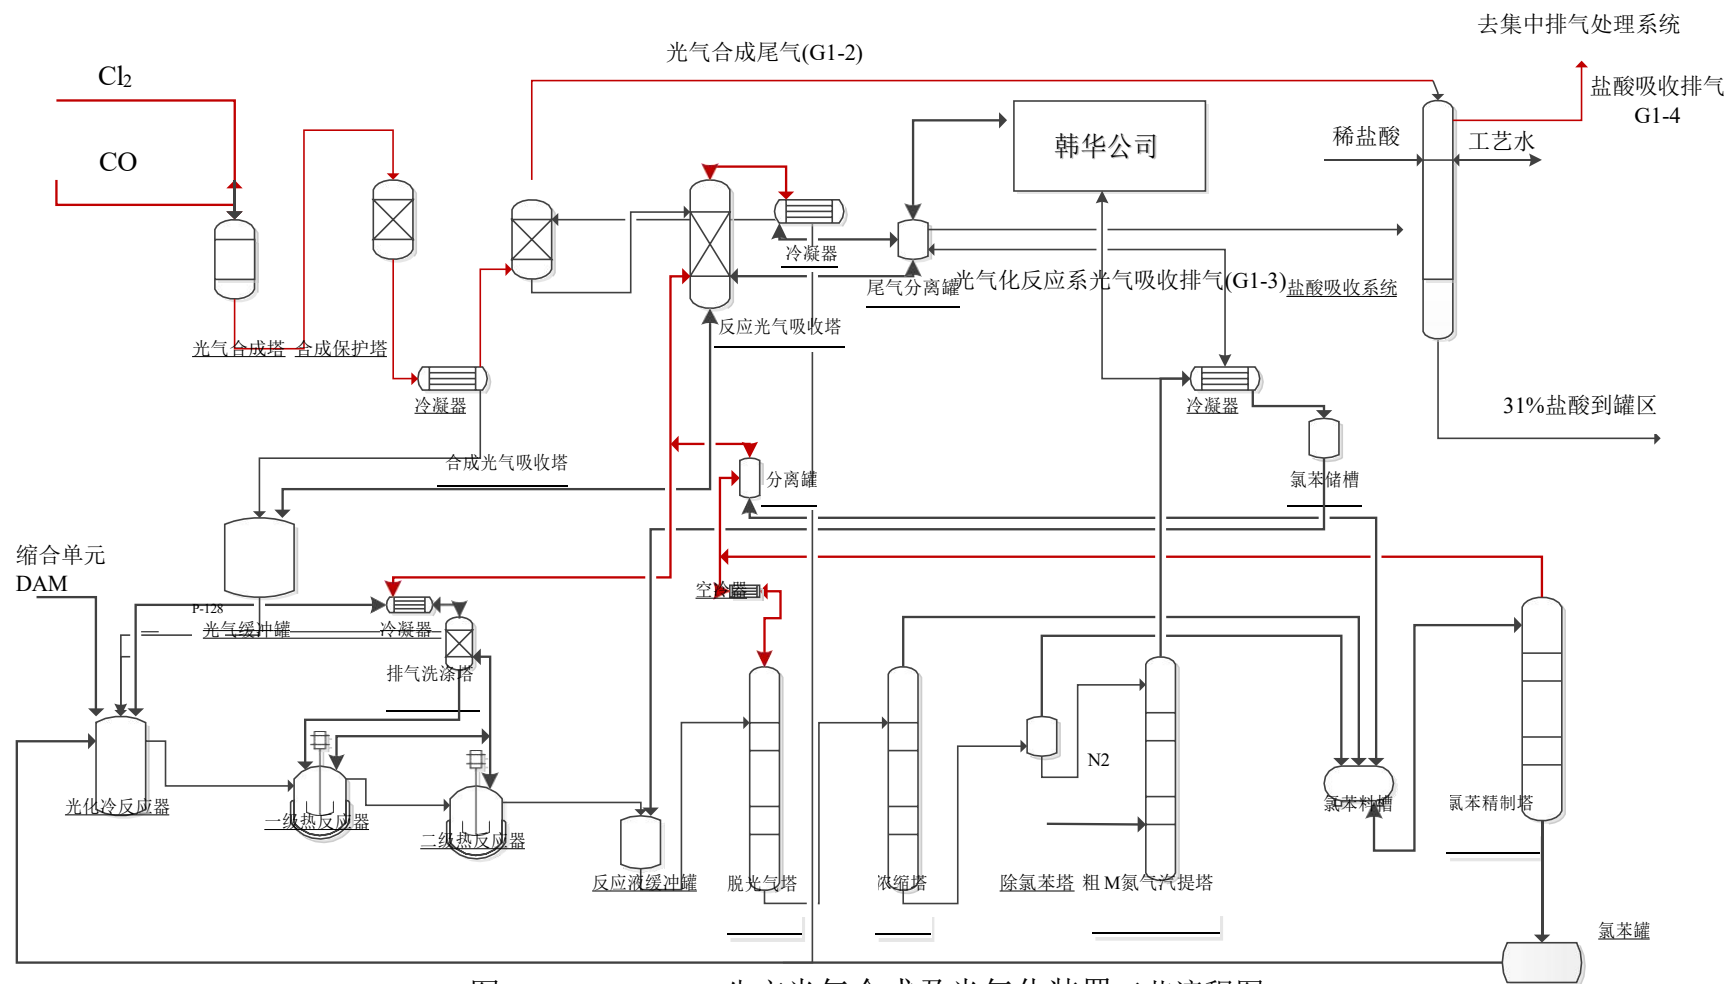 去集中排气处理系统
光气合成尾气(G1-2)
Cl₂
盐酸吸收排气
G1-4
稀盐酸
工艺水
韩华公司
CO
冷凝器
尾气分离罐
光气化反应系光气吸收排气(G1-3)
盐酸吸收系统
反应光气吸收塔
光气合成塔
合成保护塔
冷凝器
冷凝器
31%盐酸到罐区
合成光气吸收塔
分离罐
氯苯储槽
缩合单元
DAM
空冷器
P-128
光气缓冲罐
冷凝器
排气洗涤塔
N2
光化冷反应器
一级热反应器
二级热反应器
氯苯料槽
氯苯精制塔
反应液缓冲罐
脱光气塔
浓缩塔
除氯苯塔
粗M氮气汽提塔
氯苯罐